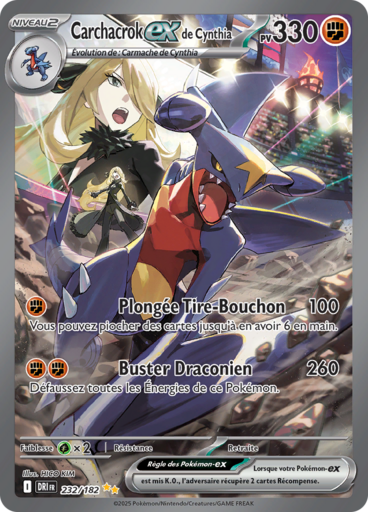 NIVEAU 2
Carchacrok ex de Cynthia PV 330
Évolution de : Carmache de Cynthia
Plongée Tire-Bouchon 100
Vous pouvez piocher des cartes jusqu'à en avoir 6 en main.
Buster Draconien 260
Défaussez toutes les Énergies de ce Pokémon.
Faiblesse ×2 Résistance Retraite
Illus. HICO KIM
Règle des Pokémon-ex
Lorsque votre Pokémon-ex
est mis K.O., l'adversaire récupère 2 cartes Récompense.
I DRI FR 232/182
©2025 Pokémon/Nintendo/Creatures/GAME FREAK